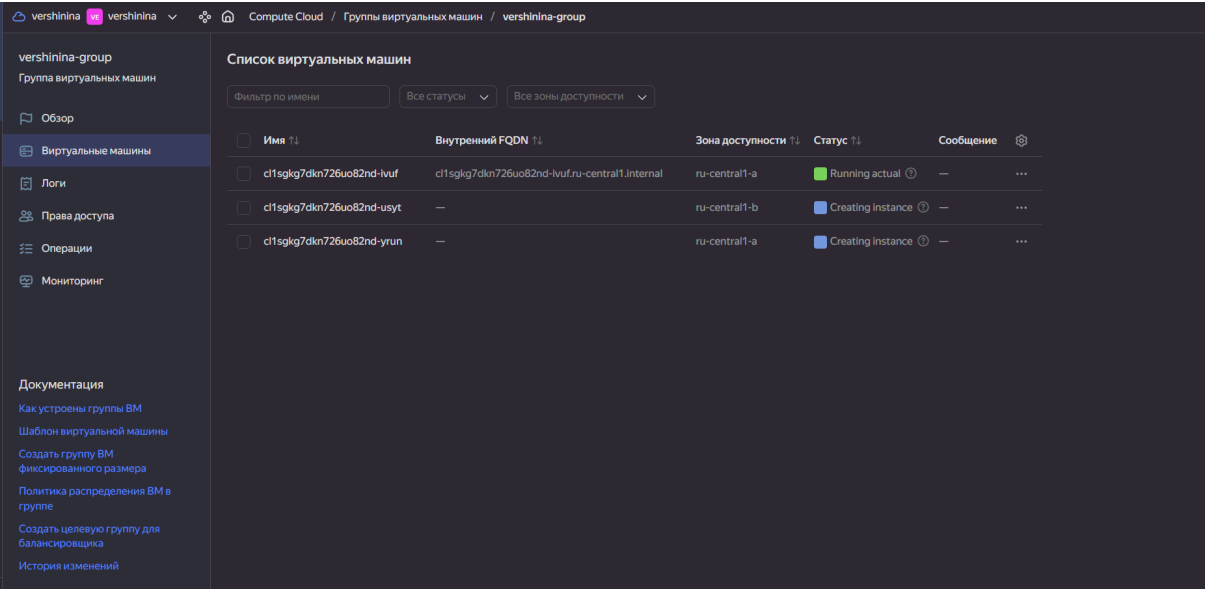 vershinina VE vershinina Compute Cloud / Группы виртуальных машин / vershinina-group
vershinina-group
Группа виртуальных машин
Обзор
Виртуальные машины
Логи
Права доступа
Операции
Мониторинг
Документация
Как устроены группы ВМ
Шаблон виртуальной машины
Создать группу ВМ
фиксированного размера
Политика распределения ВМ в
группе
Создать целевую группу для
балансировщика
История изменений
Список виртуальных машин
Фильтр по имени Все статусы Все зоны доступности
Имя Внутренний FQDN Зона доступности Статус Сообщение
cl1sgkg7dkn726uo82nd-ivuf cl1sgkg7dkn726uo82nd-ivuf.ru-central1.internal ru-central1-a Running actual —
cl1sgkg7dkn726uo82nd-usyt — ru-central1-b Creating instance —
cl1sgkg7dkn726uo82nd-yrun — ru-central1-a Creating instance —